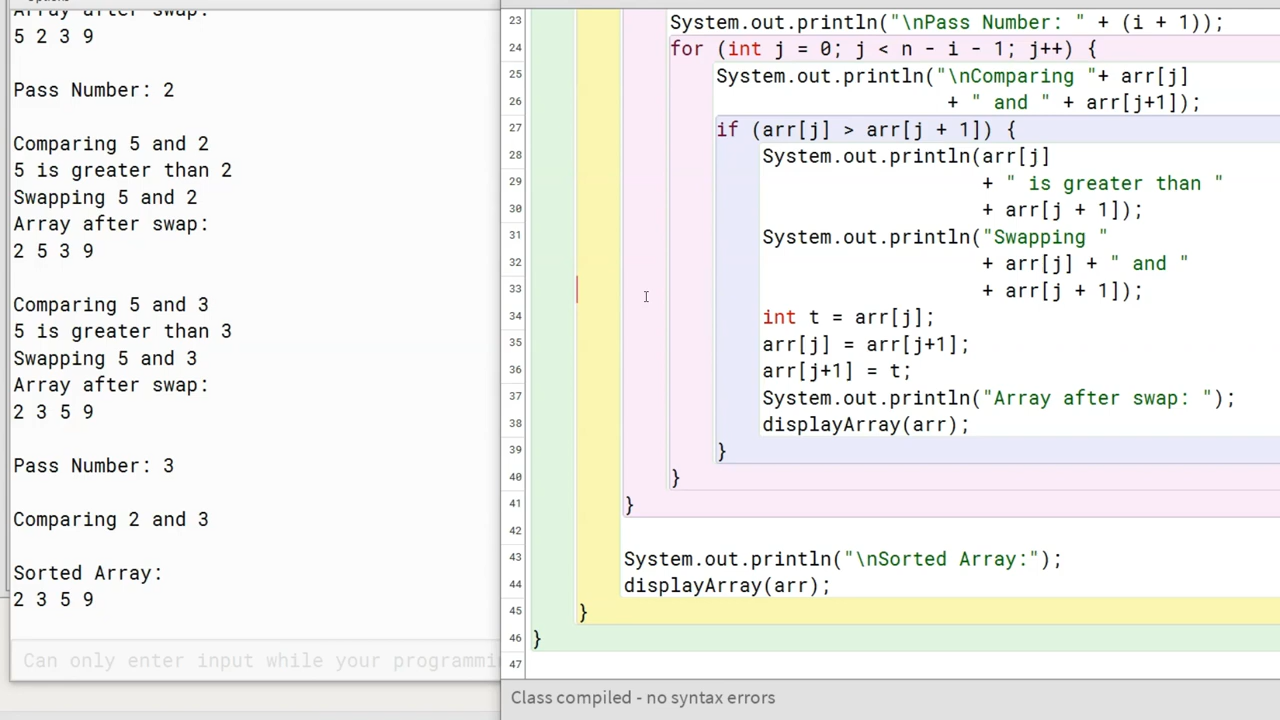 Options
Array after swap:
5 2 3 9
Pass Number: 2
Comparing 5 and 2
5 is greater than 2
Swapping 5 and 2
Array after swap:
2 5 3 9
Comparing 5 and 3
5 is greater than 3
Swapping 5 and 3
Array after swap:
2 3 5 9
Pass Number: 3
Comparing 2 and 3
Sorted Array:
2 3 5 9
Can only enter input while your programmi
23 System.out.println("\nPass Number: " + (i + 1));
24 for (int j = 0; j < n - i - 1; j++) {
25 System.out.println("\nComparing "+ arr[j]
26 + " and " + arr[j+1]);
27 if (arr[j] > arr[j + 1]) {
28 System.out.println(arr[j]
29 + " is greater than "
30 + arr[j + 1]);
31 System.out.println("Swapping "
32 + arr[j] + " and "
33 + arr[j + 1]);
34 int t = arr[j];
35 arr[j] = arr[j+1];
36 arr[j+1] = t;
37 System.out.println("Array after swap: ");
38 displayArray(arr);
39 }
40 }
41 }
42
43 System.out.println("\nSorted Array:");
44 displayArray(arr);
45 }
46 }
47
Class compiled - no syntax errors